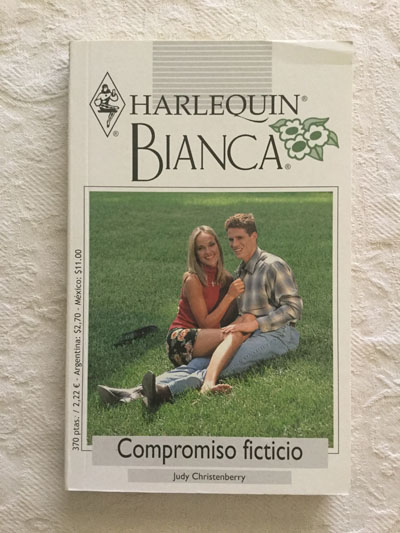 HARLEQUIN®
BIANCA®
®
370 ptas. / 2,22 € - Argentina: $2,70 - México: $11.00
Compromiso ficticio
Judy Christenberry